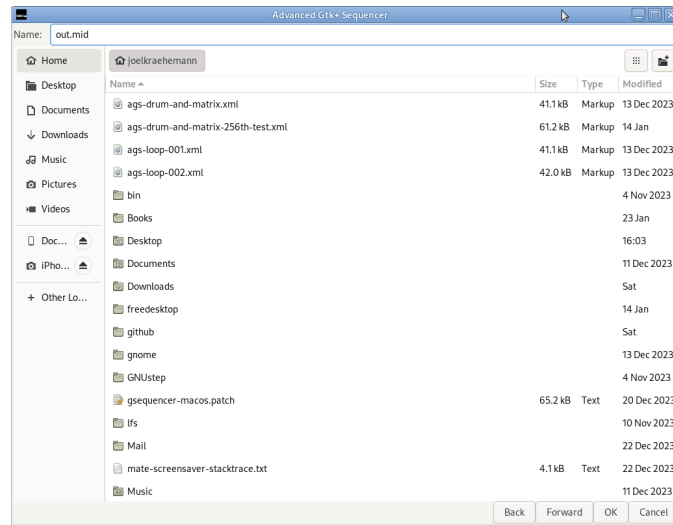 Advanced Gtk+ Sequencer
Name: out.mid
Home
Desktop
Documents
Downloads
Music
Pictures
Videos
Doc...
iPho...
+ Other Lo...
joelkraehemann
Name Size Type Modified
ags-drum-and-matrix.xml 41.1 kB Markup 13 Dec 2023
ags-drum-and-matrix-256th-test.xml 61.2 kB Markup 14 Jan
ags-loop-001.xml 41.1 kB Markup 13 Dec 2023
ags-loop-002.xml 42.0 kB Markup 13 Dec 2023
bin 4 Nov 2023
Books 23 Jan
Desktop 16:03
Documents 11 Dec 2023
Downloads Sat
freedesktop 14 Jan
github Sat
gnome 13 Dec 2023
GNUstep 4 Nov 2023
gsequencer-macos.patch 65.2 kB Text 20 Dec 2023
lfs 10 Nov 2023
Mail 22 Dec 2023
mate-screensaver-stacktrace.txt 4.1 kB Text 22 Dec 2023
Music 11 Dec 2023
Back Forward OK Cancel